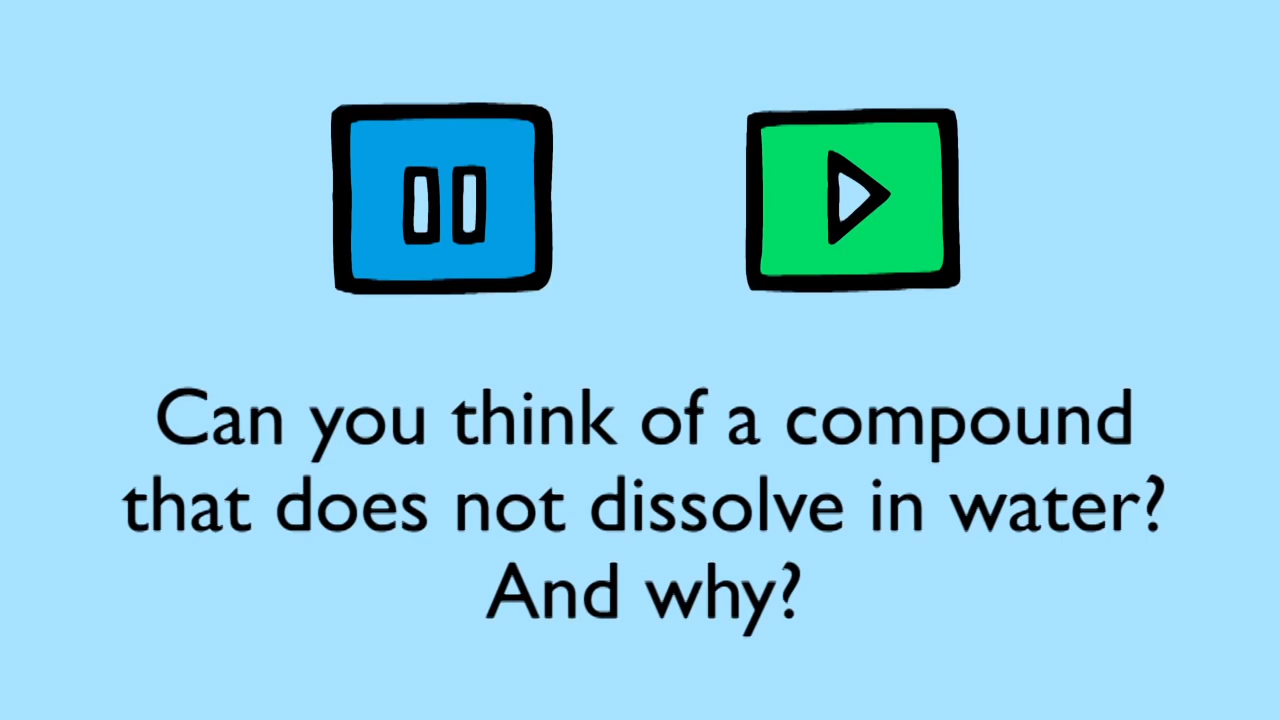 Can you think of a compound
that does not dissolve in water?
And why?